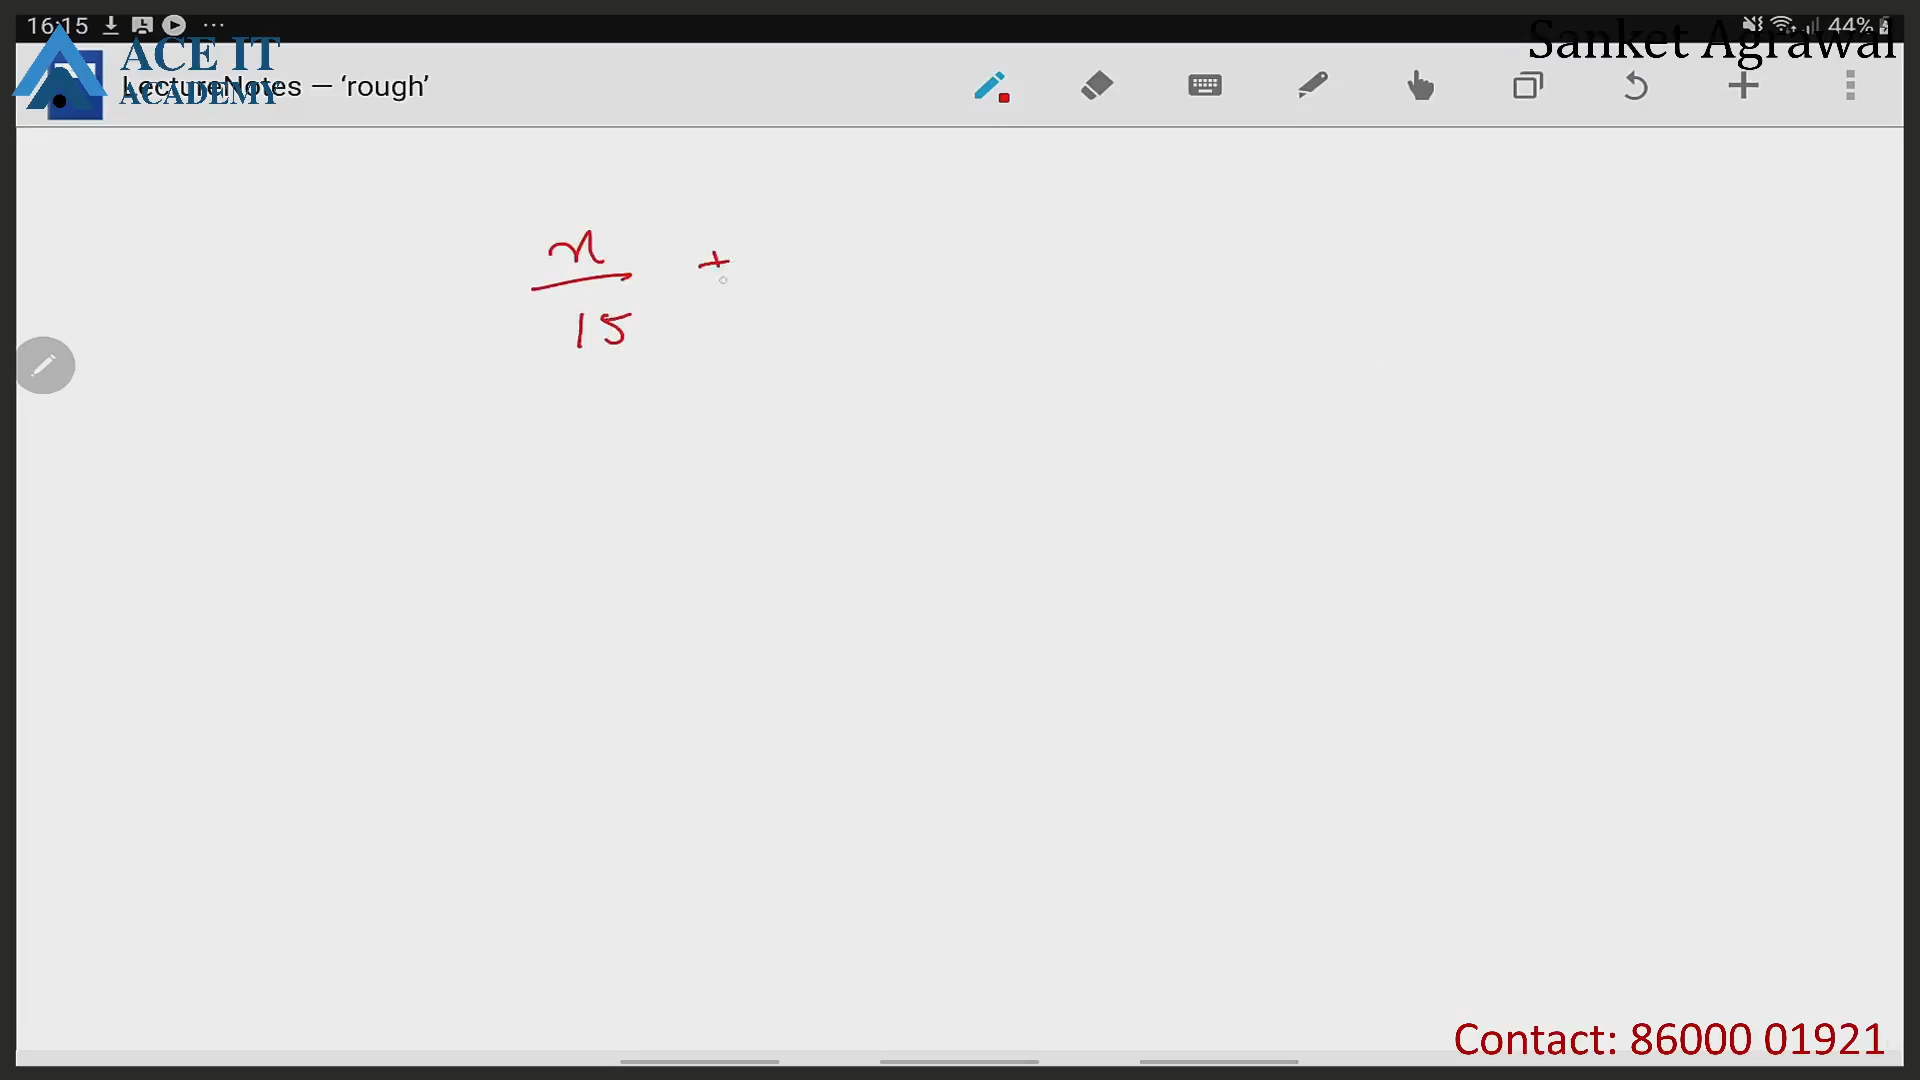 16:15 ... 44%
Sanket Agrawal
ACE IT
ACADEMY
LectureNotes — ‘rough’
x +
15
Contact: 86000 01921